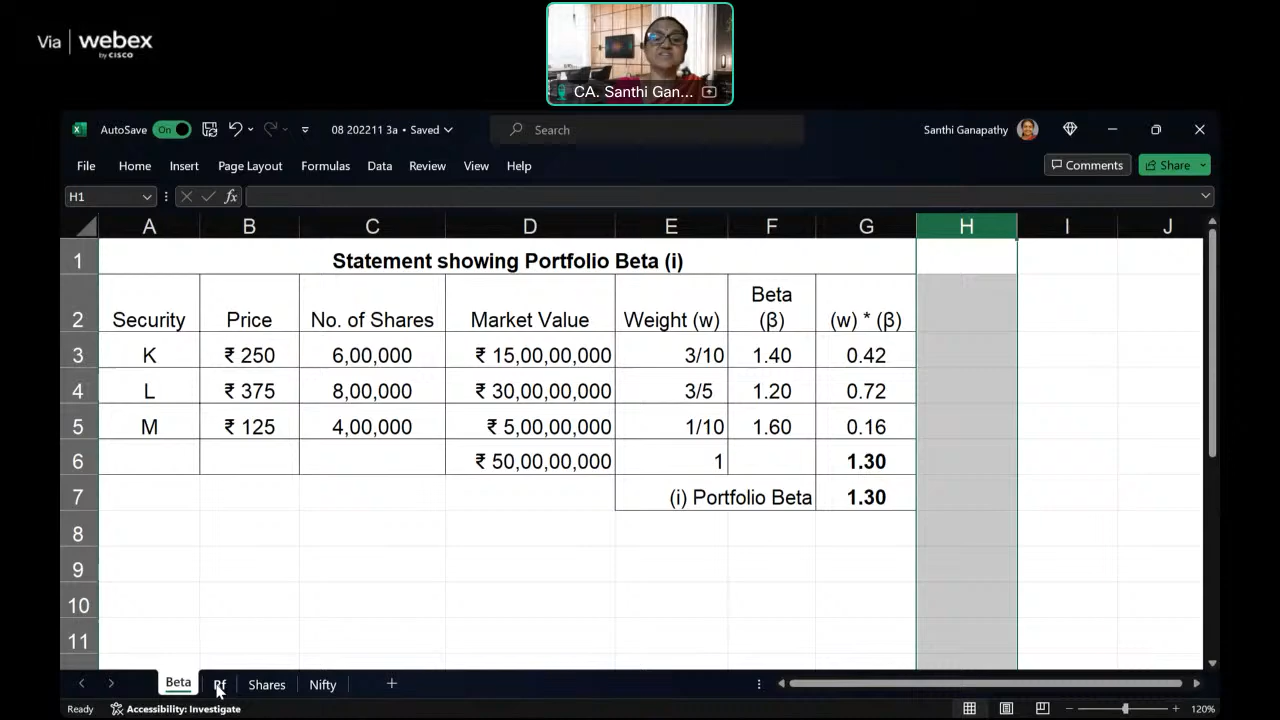 Via | webex
by CISCO
CA. Santhi Gan...
AutoSave On 08 202211 3a • Saved Search Santhi Ganapathy
File Home Insert Page Layout Formulas Data Review View Help Comments Share
H1 fx
A B C D E F G H I J
1 Statement showing Portfolio Beta (i)
2 Security Price No. of Shares Market Value Weight (w) Beta (β) (w) * (β)
3 K ₹ 250 6,00,000 ₹ 15,00,00,000 3/10 1.40 0.42
4 L ₹ 375 8,00,000 ₹ 30,00,00,000 3/5 1.20 0.72
5 M ₹ 125 4,00,000 ₹ 5,00,00,000 1/10 1.60 0.16
6 ₹ 50,00,00,000 1 1.30
7 (i) Portfolio Beta 1.30
8
9
10
11
Beta Rf Shares Nifty
Ready Accessibility: Investigate 120%